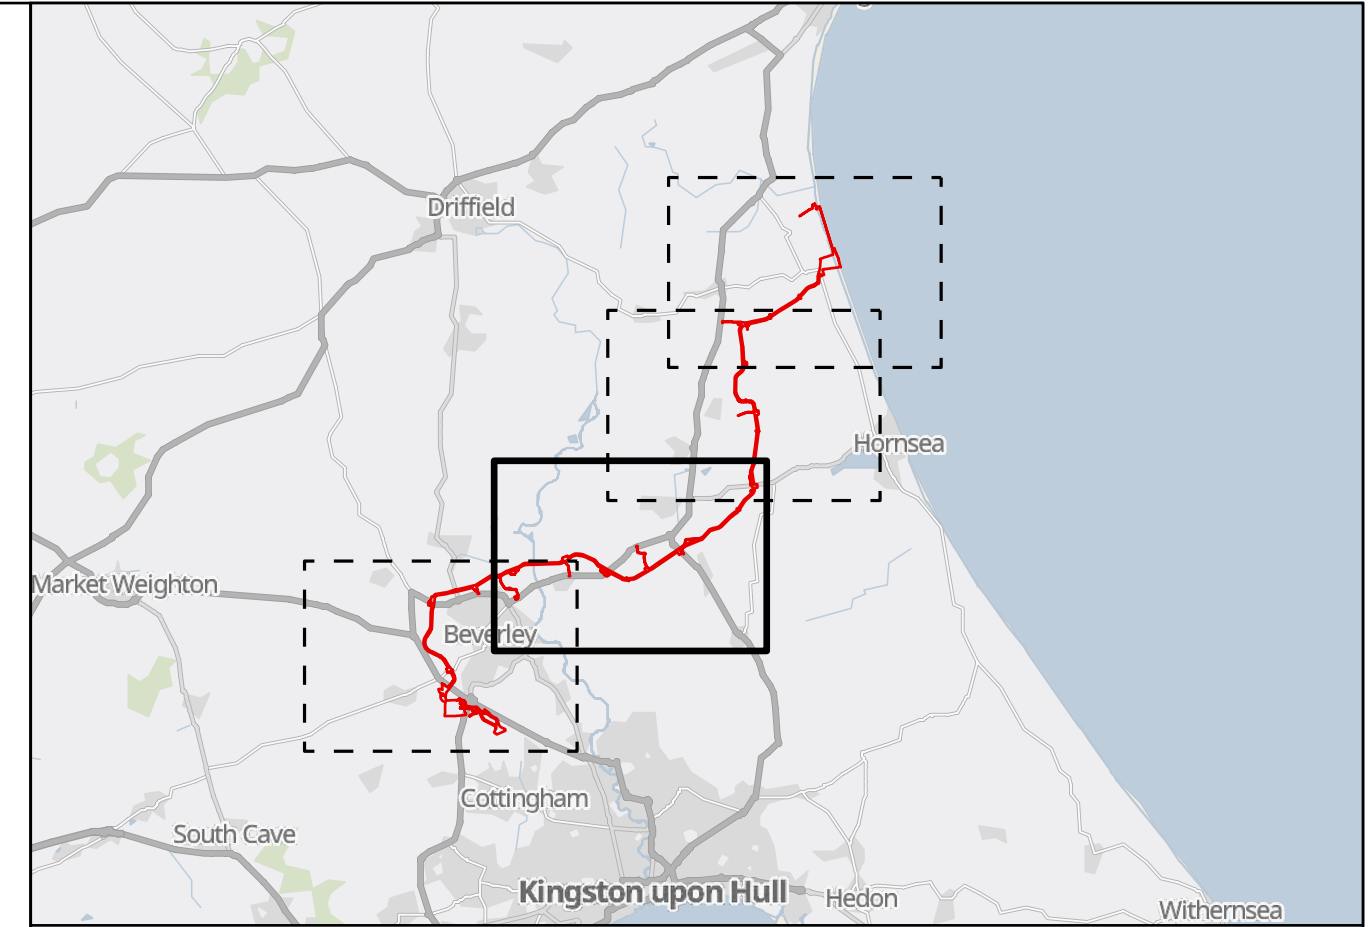 Driffield
Hornsea
Market Weighton
Beverley
Cottingham
South Cave
Kingston upon Hull
Hedon
Withernsea